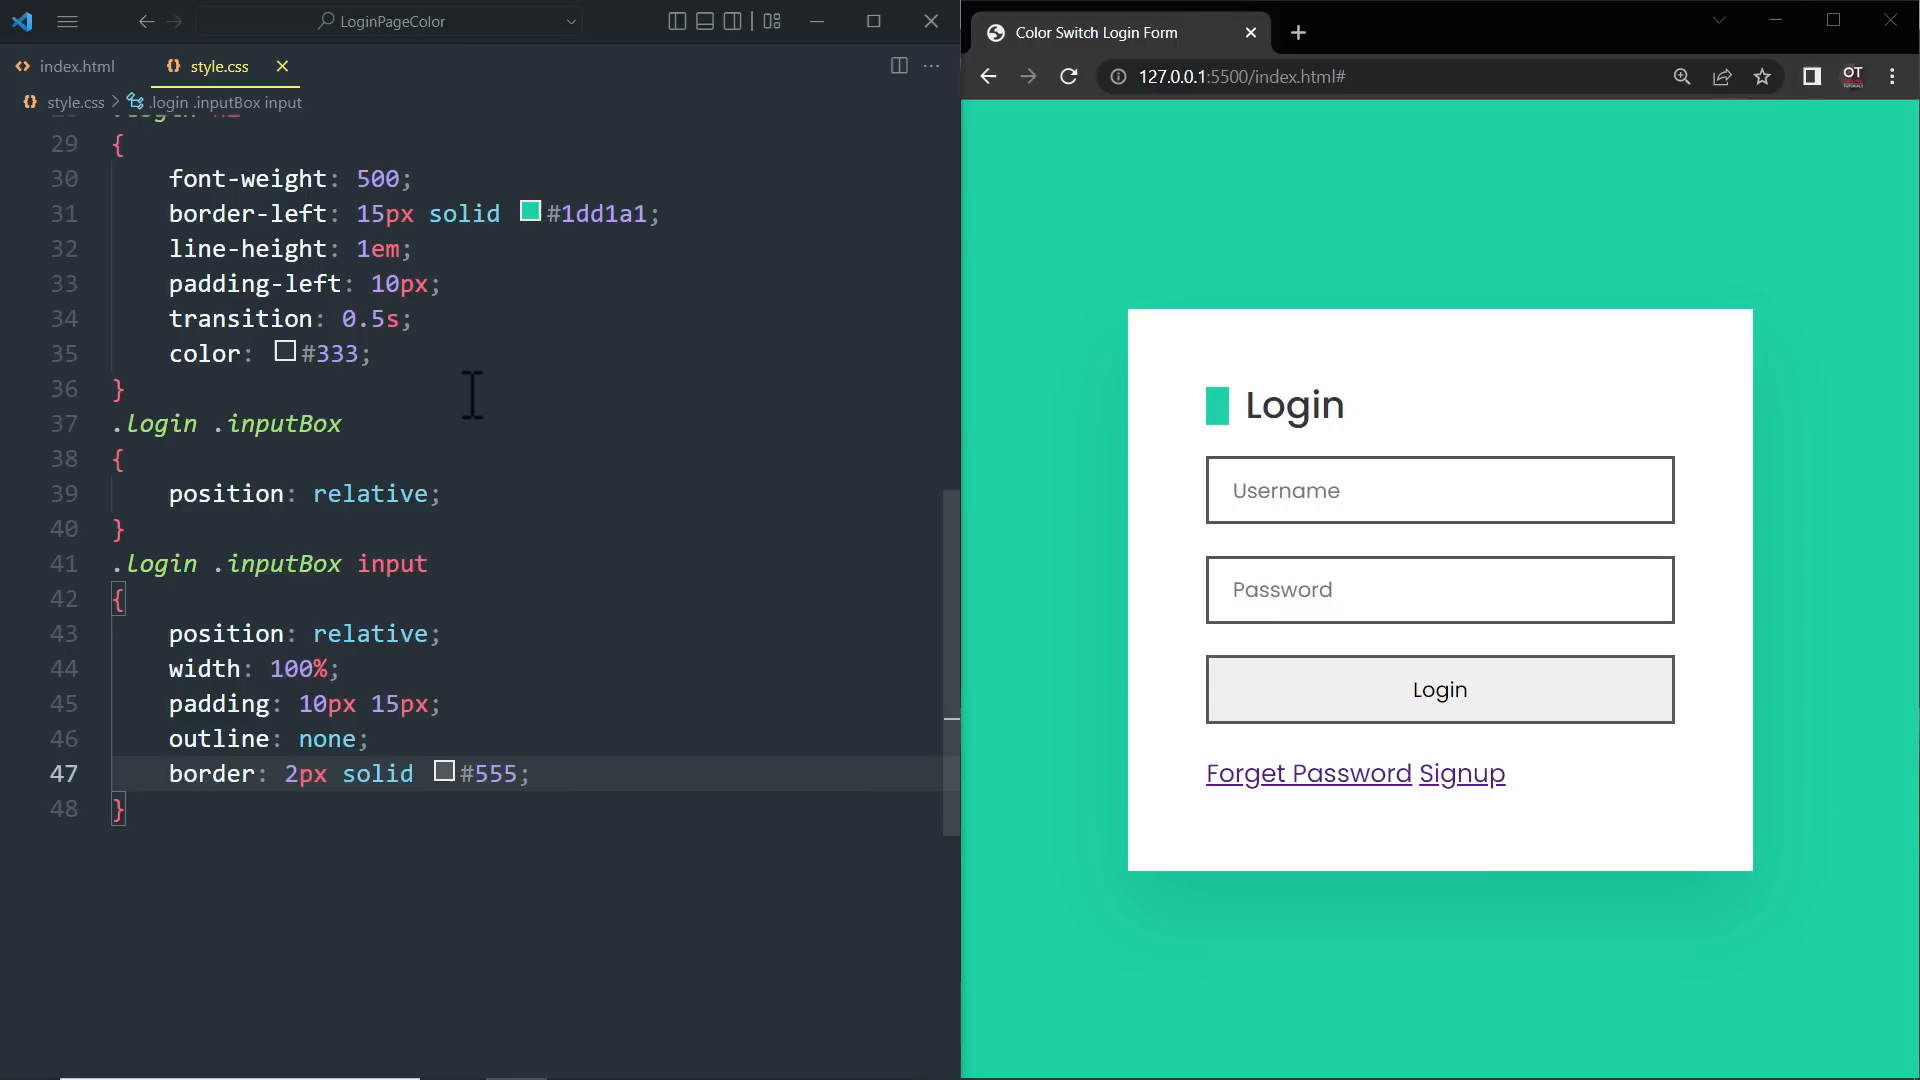 LoginPageColor
index.html
style.css
style.css > .login .inputBox input
29 {
30 font-weight: 500;
31 border-left: 15px solid #1dd1a1;
32 line-height: 1em;
33 padding-left: 10px;
34 transition: 0.5s;
35 color: #333;
36 }
37 .login .inputBox
38 {
39 position: relative;
40 }
41 .login .inputBox input
42 {
43 position: relative;
44 width: 100%;
45 padding: 10px 15px;
46 outline: none;
47 border: 2px solid #555;
48 }
Color Switch Login Form
127.0.0.1:5500/index.html#
OT
Login
Username
Password
Login
Forget Password Signup